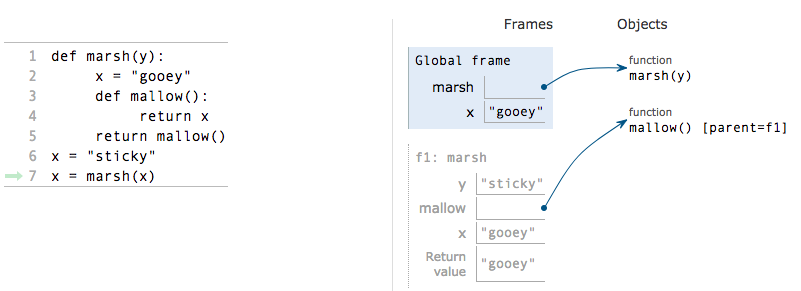 Frames Objects
1 def marsh(y):
2 x = "gooey"
3 def mallow():
4 return x
5 return mallow()
6 x = "sticky"
7 x = marsh(x)
Global frame
marsh
x "gooey"
function
marsh(y)
function
mallow() [parent=f1]
f1: marsh
y "sticky"
mallow
x "gooey"
Return
value "gooey"